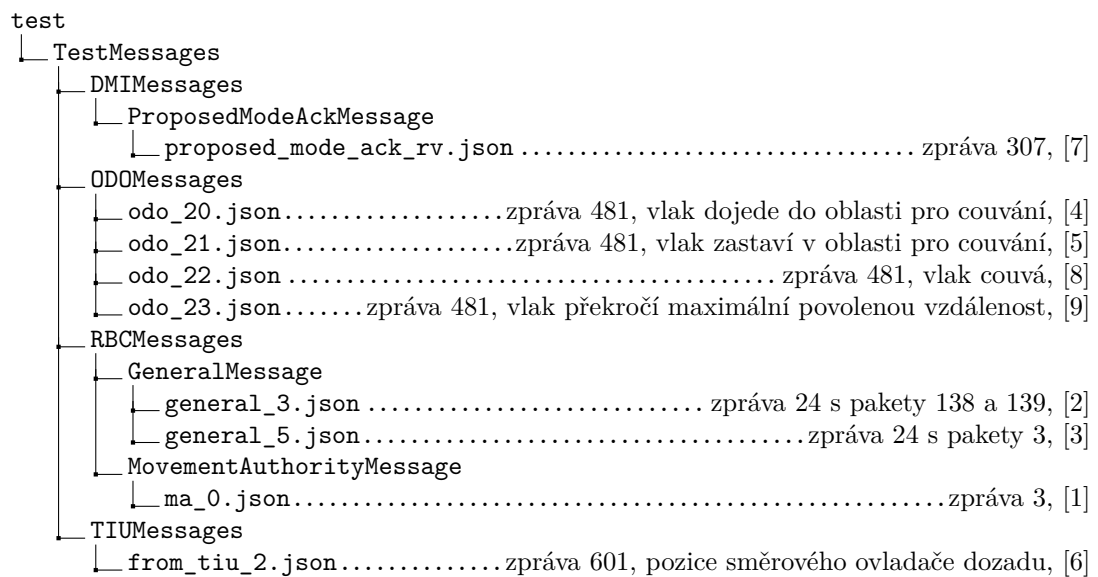 test
TestMessages
DMIMessages
ProposedModeAckMessage
proposed_mode_ack_rv.json ................................. zpráva 307, [7]
ODOMessages
odo_20.json...................zpráva 481, vlak dojede do oblasti pro couvání, [4]
odo_21.json....................zpráva 481, vlak zastaví v oblasti pro couvání, [5]
odo_22.json .......................................... zpráva 481, vlak couvá, [8]
odo_23.json.......zpráva 481, vlak překročí maximální povolenou vzdálenost, [9]
RBCMessages
GeneralMessage
general_3.json ............................. zpráva 24 s pakety 138 a 139, [2]
general_5.json......................................zpráva 24 s pakety 3, [3]
MovementAuthorityMessage
ma_0.json........................................................zpráva 3, [1]
TIUMessages
from_tiu_2.json..............zpráva 601, pozice směrového ovladače dozadu, [6]